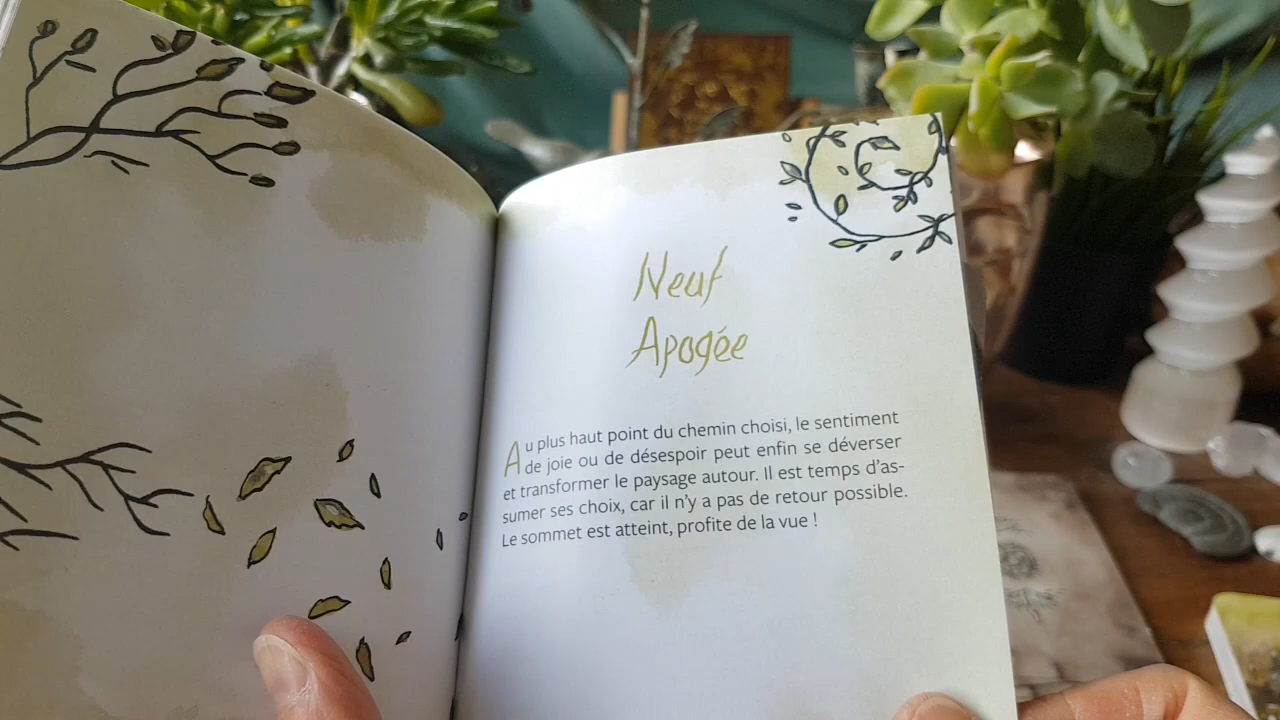 Neuf
Apogée
Au plus haut point du chemin choisi, le sentiment
de joie ou de désespoir peut enfin se déverser
et transformer le paysage autour. Il est temps d'as-
sumer ses choix, car il n'y a pas de retour possible.
Le sommet est atteint, profite de la vue !